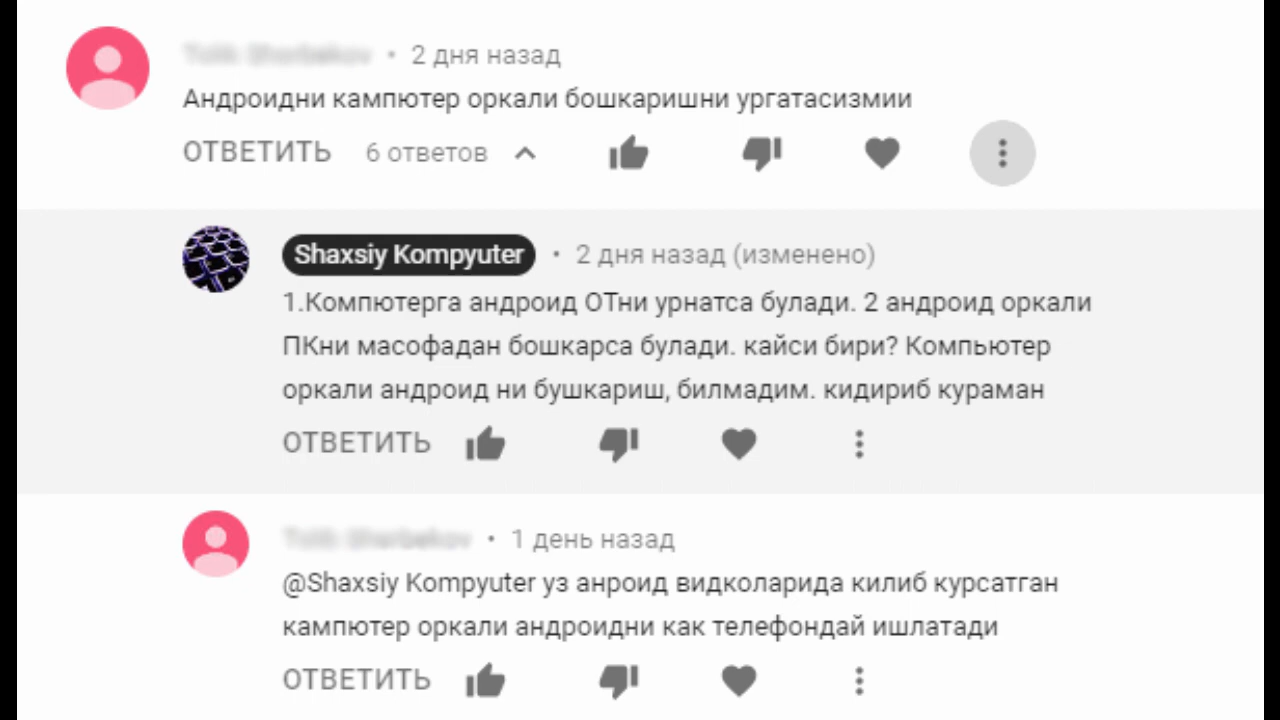 • 2 дня назад
Андроидни кампютер оркали бошкаришни ургатасизмии
ОТВЕТИТЬ 6 ответов
Shaxsiy Kompyuter • 2 дня назад (изменено)
1.Компютерга андроид ОТни урнатса булади. 2 андроид оркали
ПКни масофадан бошкарса булади. кайси бири? Компьютер
оркали андроид ни бушкариш, билмадим. кидириб кураман
ОТВЕТИТЬ
• 1 день назад
@Shaxsiy Kompyuter уз анроид видколарида килиб курсатган
кампютер оркали андроидни как телефондай ишлатади
ОТВЕТИТЬ